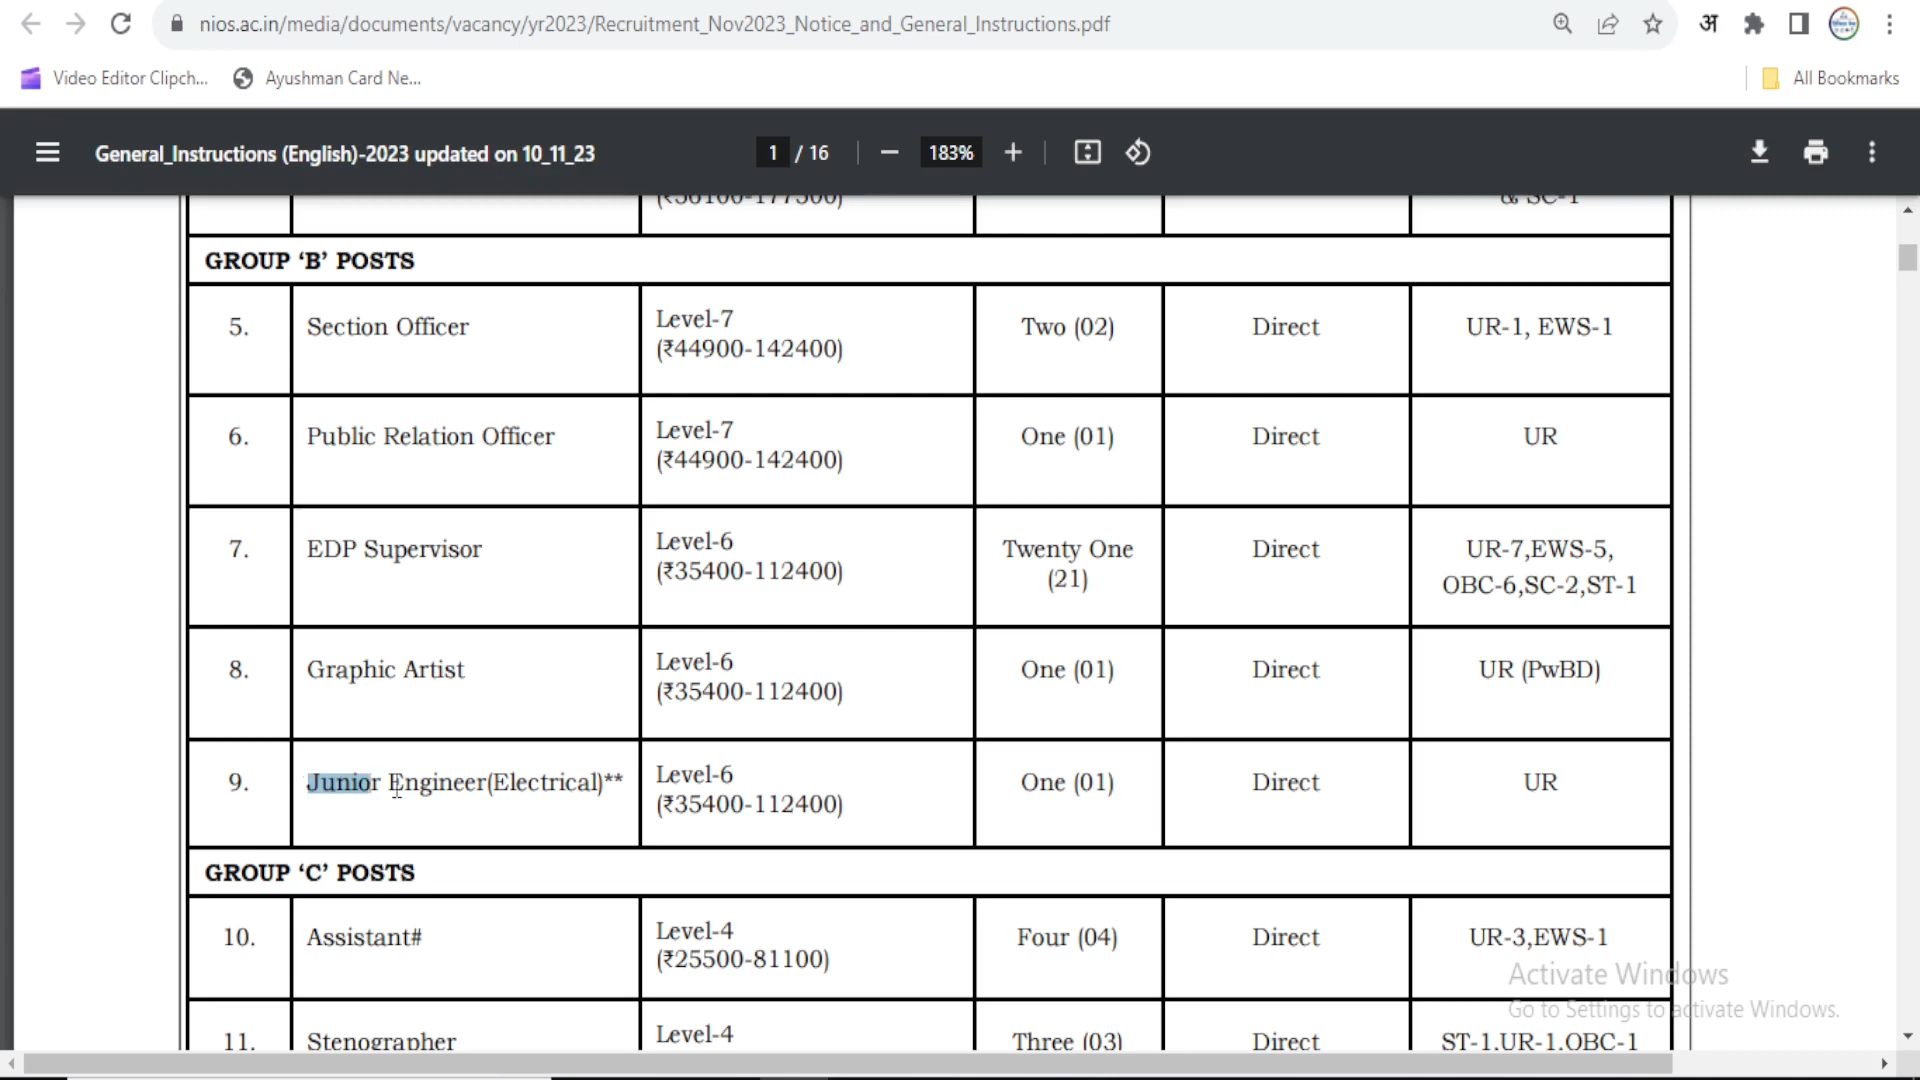 nios.ac.in/media/documents/vacancy/yr2023/Recruitment_Nov2023_Notice_and_General_Instructions.pdf
अ
Video Editor Clipch...
Ayushman Card Ne...
All Bookmarks
General_Instructions (English)-2023 updated on 10_11_23
1 / 16
183%
(₹56100-177500)
& SC-1
GROUP ‘B’ POSTS
5. Section Officer Level-7 Two (02) Direct UR-1, EWS-1
(₹44900-142400)
6. Public Relation Officer Level-7 One (01) Direct UR
(₹44900-142400)
7. EDP Supervisor Level-6 Twenty One Direct UR-7,EWS-5,
(₹35400-112400) (21) OBC-6,SC-2,ST-1
8. Graphic Artist Level-6 One (01) Direct UR (PwBD)
(₹35400-112400)
9. Junior Engineer(Electrical)** Level-6 One (01) Direct UR
(₹35400-112400)
GROUP ‘C’ POSTS
10. Assistant# Level-4 Four (04) Direct UR-3,EWS-1
(₹25500-81100)
Activate Windows
Go to Settings to activate Windows.
11. Stenographer Level-4 Three (03) Direct ST-1,UR-1,OBC-1